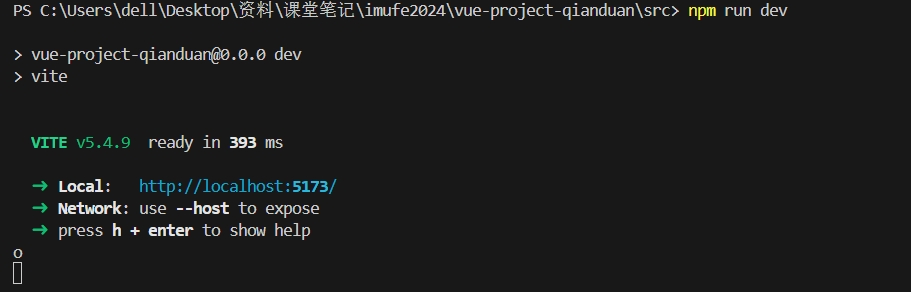 PS C:\Users\dell\Desktop\资料\课堂笔记\imufe2024\vue-project-qianduan\src> npm run dev
> vue-project-qianduan@0.0.0 dev
> vite
VITE v5.4.9  ready in 393 ms
➜ Local:   http://localhost:5173/
➜ Network: use --host to expose
➜ press h + enter to show help
o